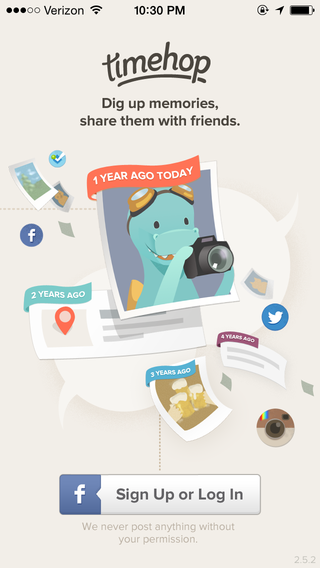 Verizon 10:30 PM
timehop
Dig up memories,
share them with friends.
1 YEAR AGO TODAY
f
2 YEARS AGO
4 YEARS AGO
3 YEARS AGO
f Sign Up or Log In
We never post anything without
your permission.
2.5.2